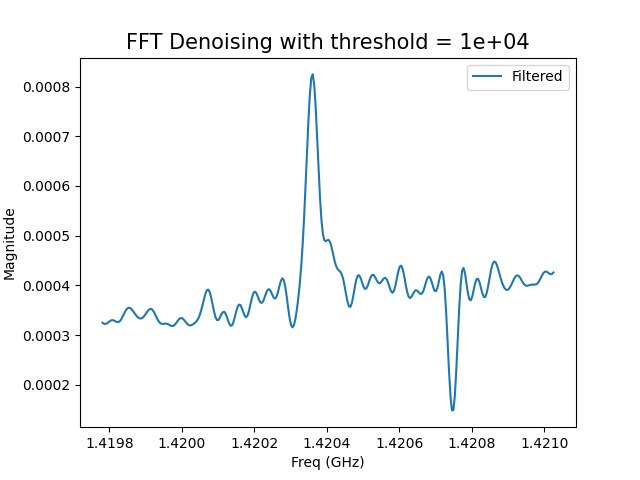 FFT Denoising with threshold = 1e+04
Filtered
0.0008
0.0007
0.0006
0.0005
0.0004
0.0003
0.0002
Magnitude
1.4198 1.4200 1.4202 1.4204 1.4206 1.4208 1.4210
Freq (GHz)